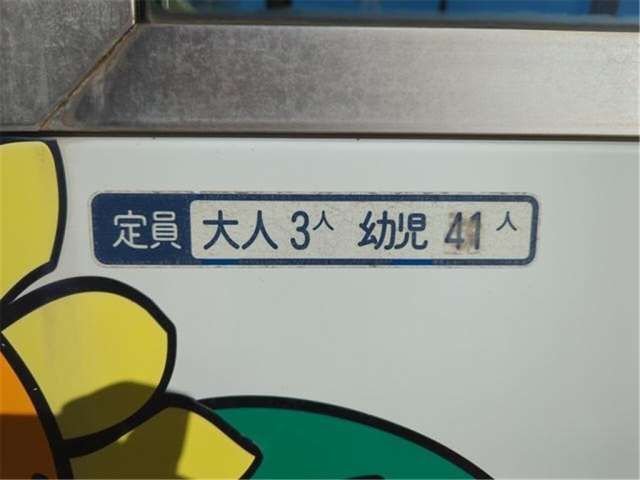 定員 大人 3人 幼児 41人